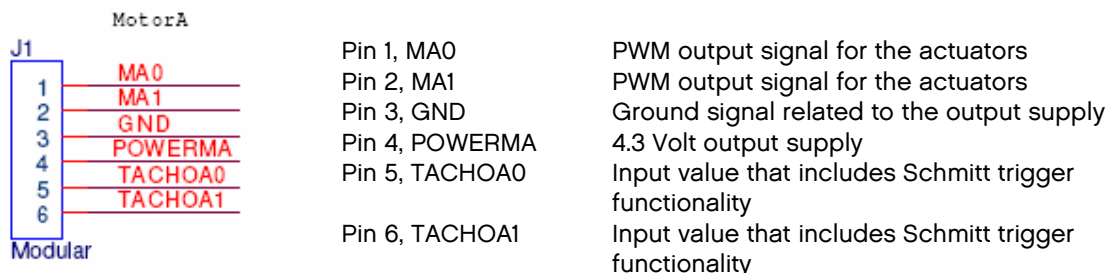 MotorA
J1
1 MA0
2 MA1
3 GND
4 POWERMA
5 TACHOA0
6 TACHOA1
Modular
Pin 1, MA0 PWM output signal for the actuators
Pin 2, MA1 PWM output signal for the actuators
Pin 3, GND Ground signal related to the output supply
Pin 4, POWERMA 4.3 Volt output supply
Pin 5, TACHOA0 Input value that includes Schmitt trigger
functionality
Pin 6, TACHOA1 Input value that includes Schmitt trigger
functionality